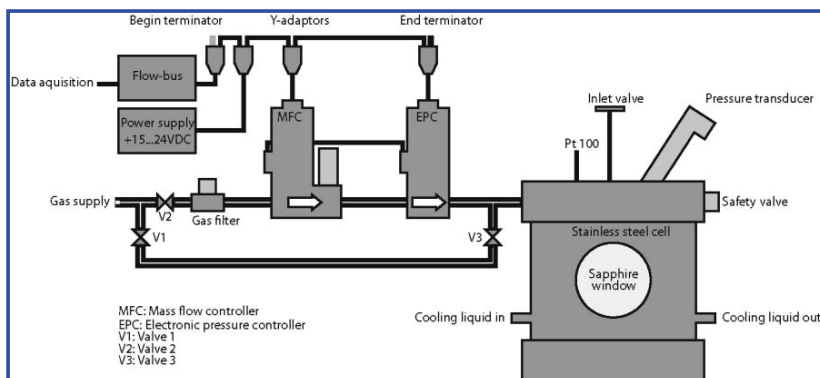 Begin terminator
Y-adaptors
End terminator
Data aquisition
Flow-bus
Power supply
+15...24VDC
MFC
EPC
Inlet valve
Pressure transducer
Pt 100
Gas supply
V2
Gas filter
V1
V3
Safety valve
Stainless steel cell
Sapphire
window
Cooling liquid in
Cooling liquid out
MFC: Mass flow controller
EPC: Electronic pressure controller
V1: Valve 1
V2: Valve 2
V3: Valve 3